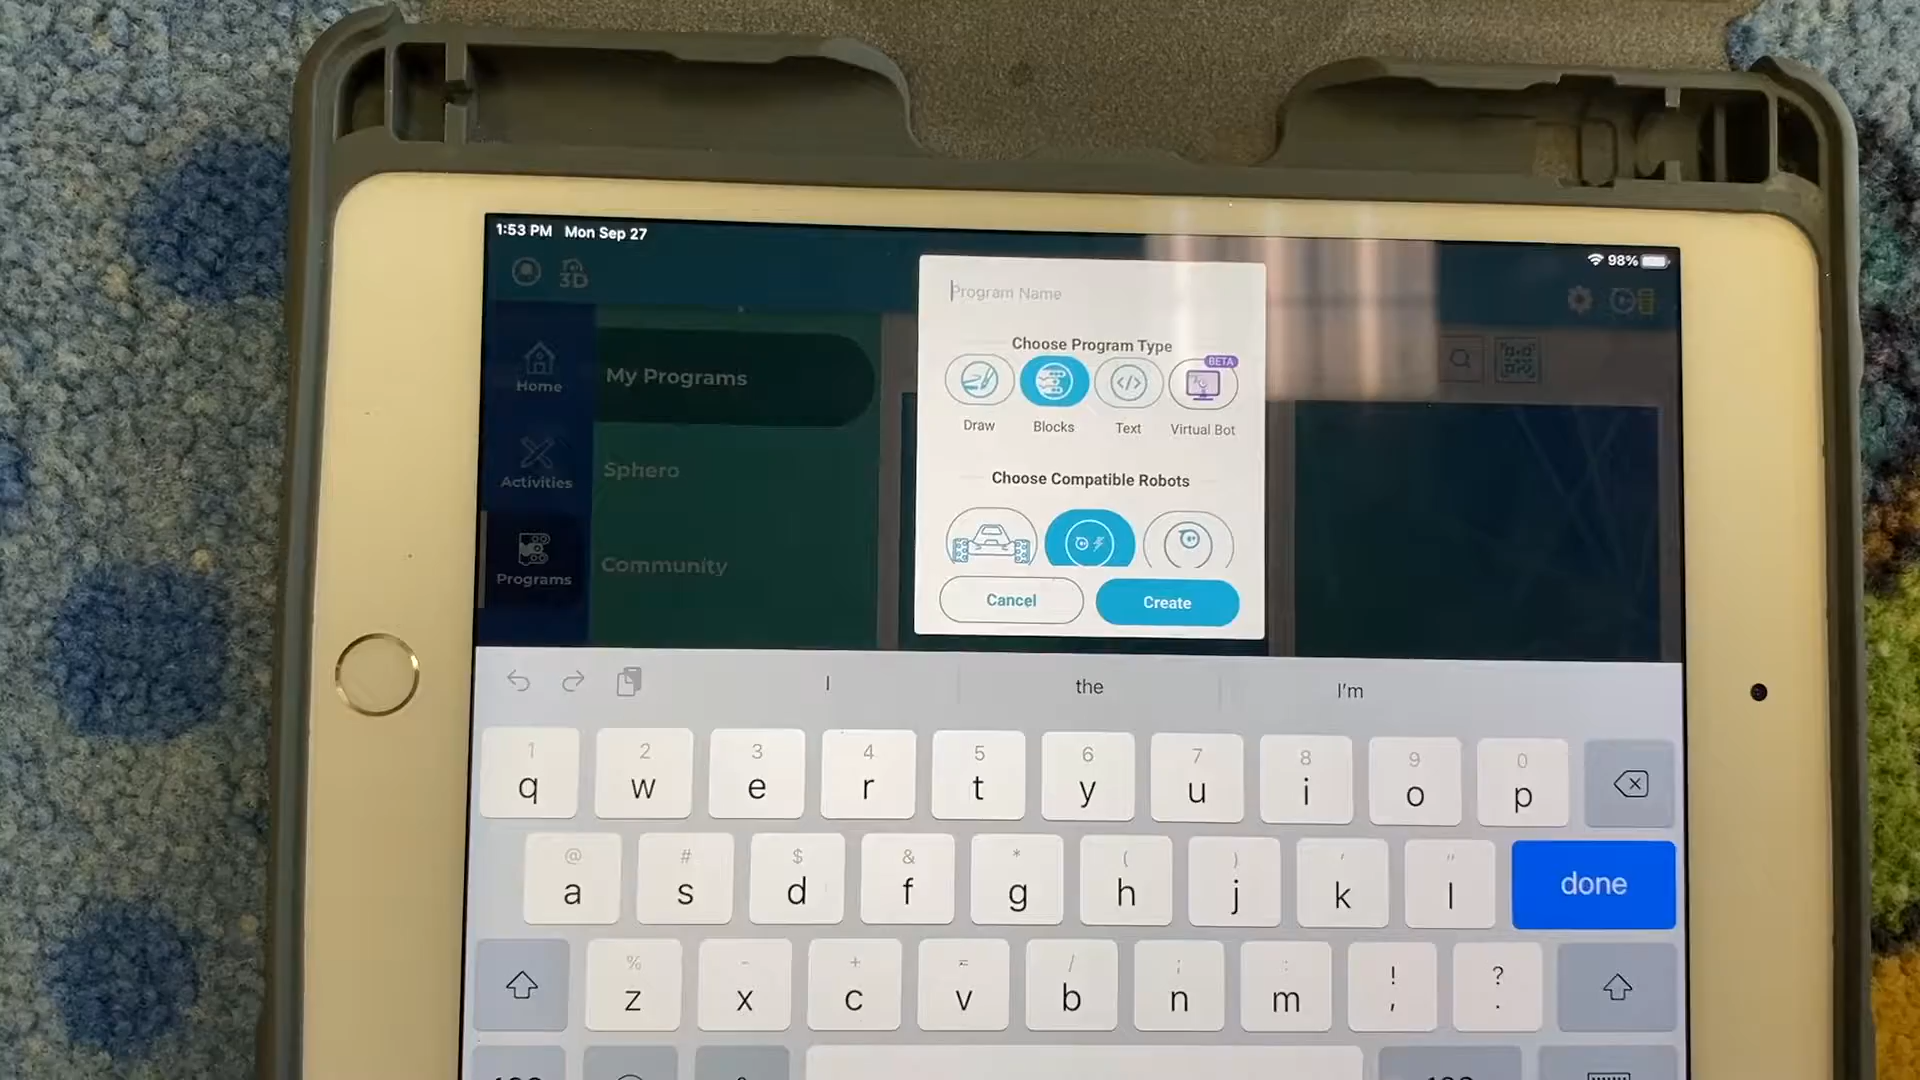 1:53 PM Mon Sep 27
98%
3D
Program Name
Choose Program Type
BETA
Draw
Blocks
Text
Virtual Bot
Choose Compatible Robots
Cancel
Create
Home
Activities
Programs
My Programs
Sphero
Community
I the I'm
1 2 3 4 5 6 7 8 9 0
q w e r t y u i o p
@ # $ & * ( ) ' "
a s d f g h j k l done
% - + = / ; : ! ?
z x c v b n m , .